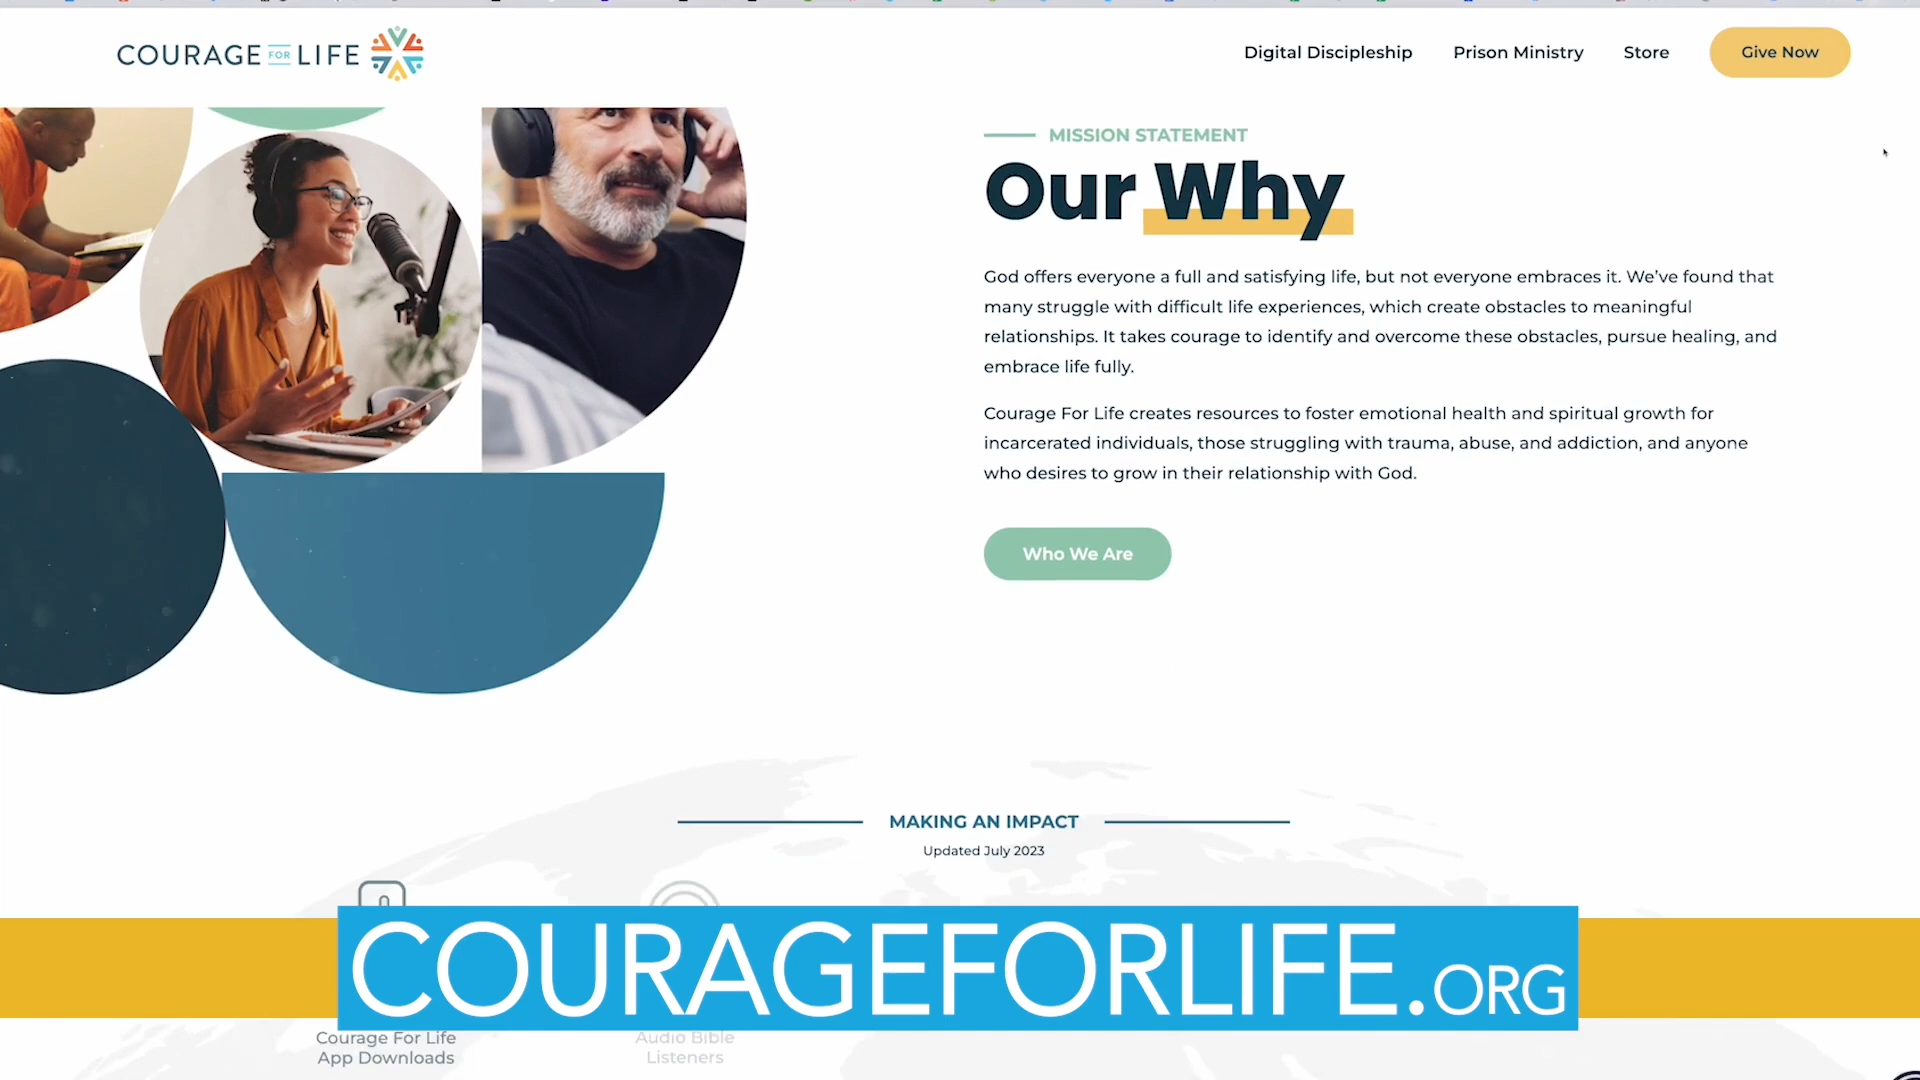 COURAGE FOR LIFE
Digital Discipleship
Prison Ministry
Store
Give Now
MISSION STATEMENT
Our Why
God offers everyone a full and satisfying life, but not everyone embraces it. We've found that
many struggle with difficult life experiences, which create obstacles to meaningful
relationships. It takes courage to identify and overcome these obstacles, pursue healing, and
embrace life fully.
Courage For Life creates resources to foster emotional health and spiritual growth for
incarcerated individuals, those struggling with trauma, abuse, and addiction, and anyone
who desires to grow in their relationship with God.
Who We Are
MAKING AN IMPACT
Updated July 2023
COURAGEFORLIFE.ORG
Courage For Life
App Downloads
Audio Bible
Listeners